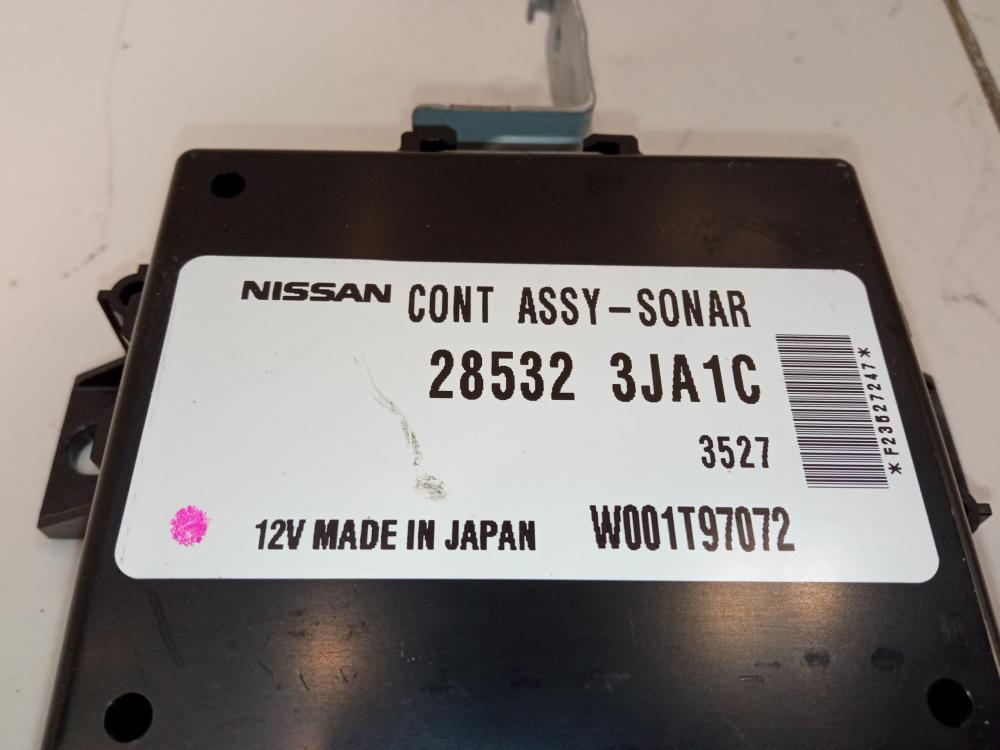 NISSAN CONT ASSY-SONAR
28532 3JA1C
3527
12V MADE IN JAPAN W001T97072
*F23527247*